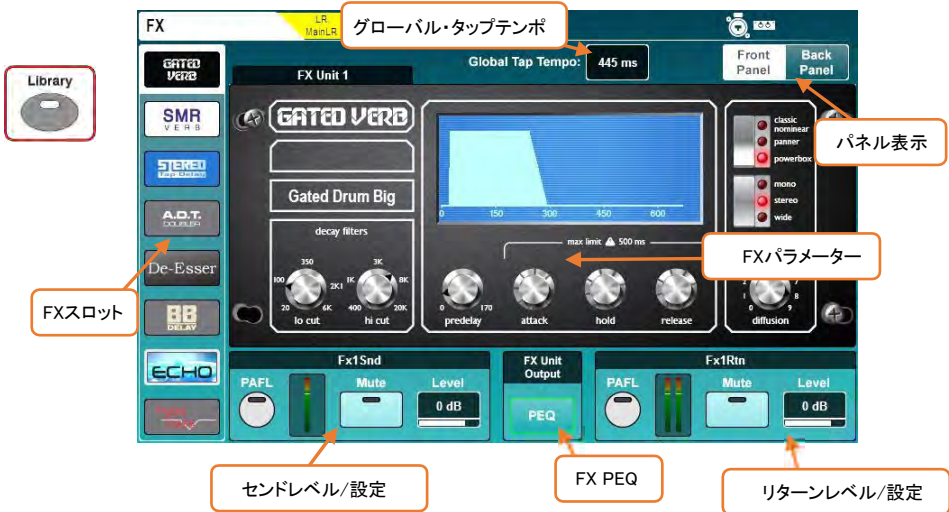 Library
FX
LR
MainLR
グローバル・タップテンポ
Global Tap Tempo:
445 ms
Front
Panel
Back
Panel
パネル表示
GATED
VERB
SMR
VERB
STEREO
Tap Delay
A.D.T.
DOUBLER
De-Esser
BB
DELAY
ECHO
FXスロット
FX Unit 1
GATED VERB
Gated Drum Big
decay filters
350
100
2K1
20
6K
lo cut
3K
1K
8K
400
20K
hi cut
0 150 300 450 600
max limit ⚠ 500 ms
0
170
predelay
attack
hold
release
FXパラメーター
classic
nominear
panner
powerbox
mono
stereo
wide
7
2
1
8
0
9
diffusion
Fx1Snd
PAFL
Mute
Level
0 dB
FX Unit
Output
PEQ
Fx1Rtn
PAFL
Mute
Level
0 dB
センドレベル/設定
FX PEQ
リターンレベル/設定